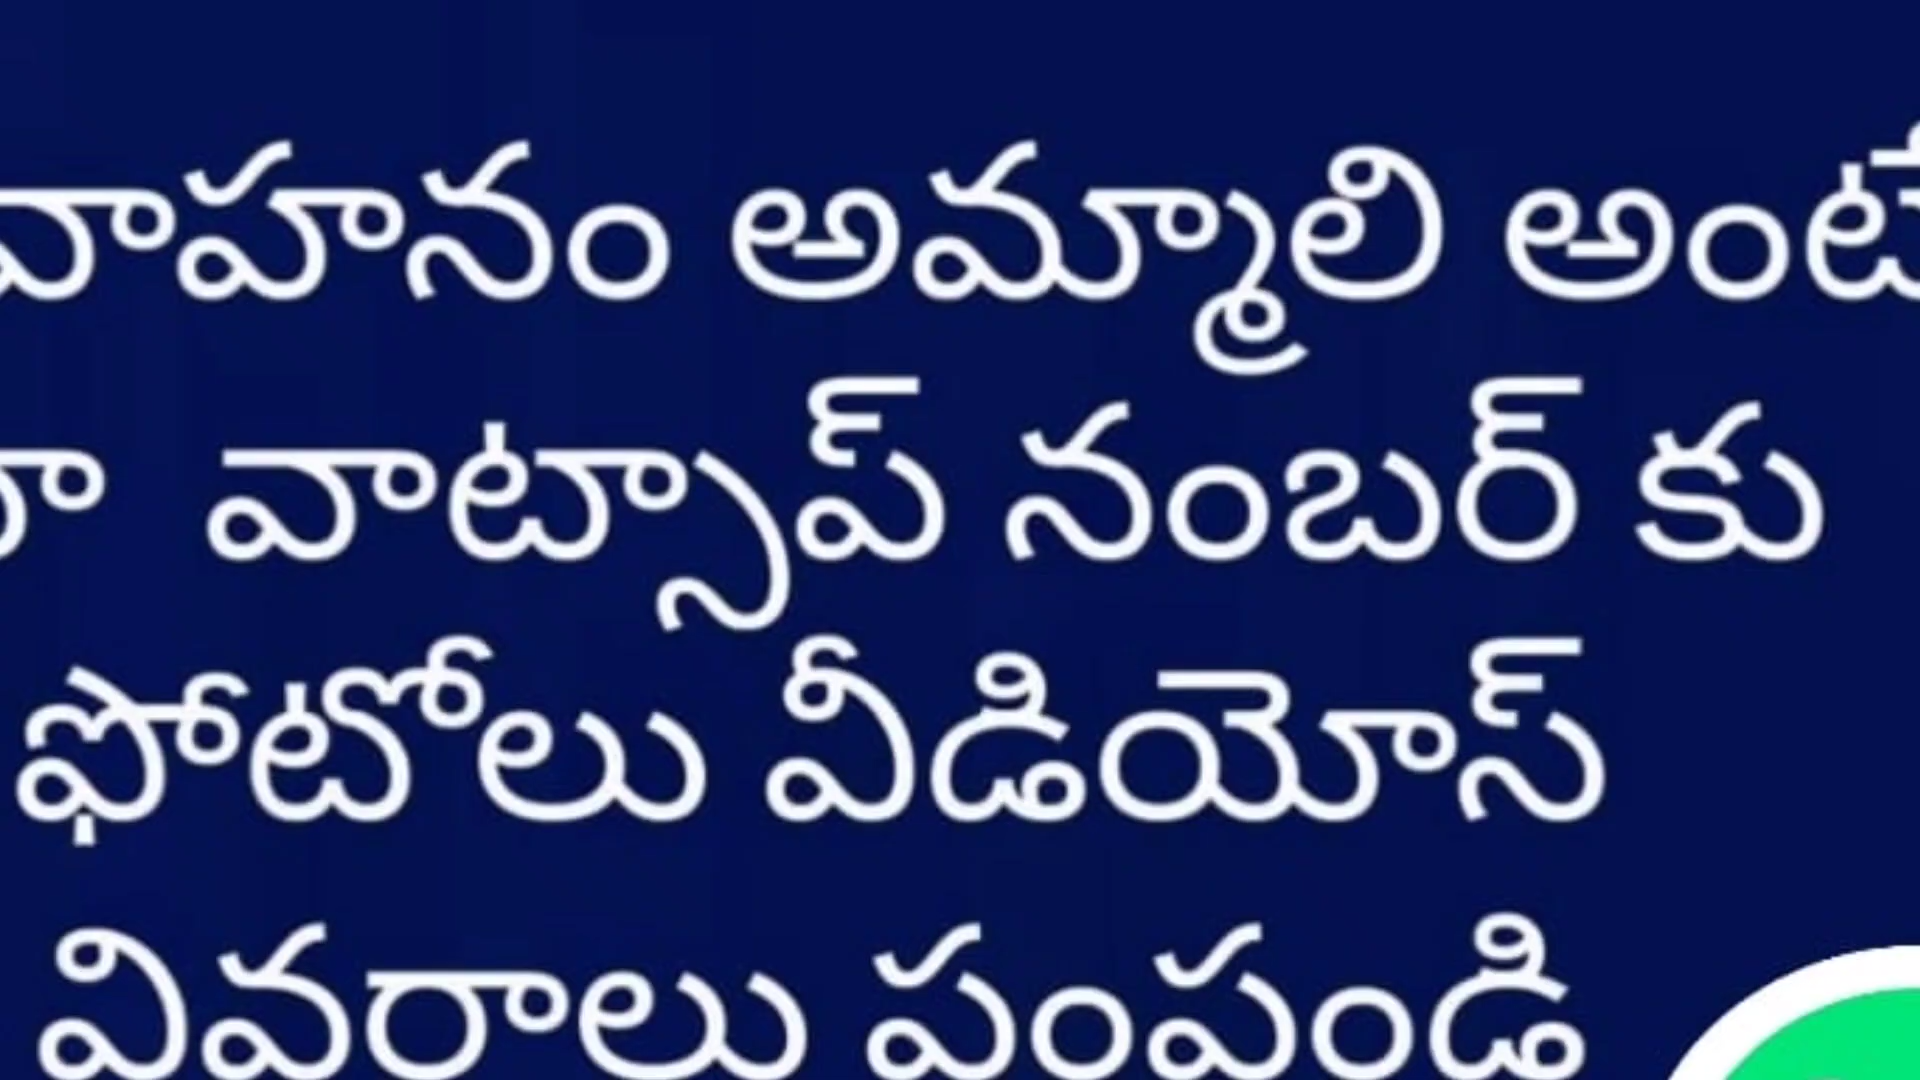 వాహనం అమ్మాలి అంటే
వాట్సాప్ నంబర్ కు
ఫోటోలు వీడియోస్
వివరాలు పంపండి